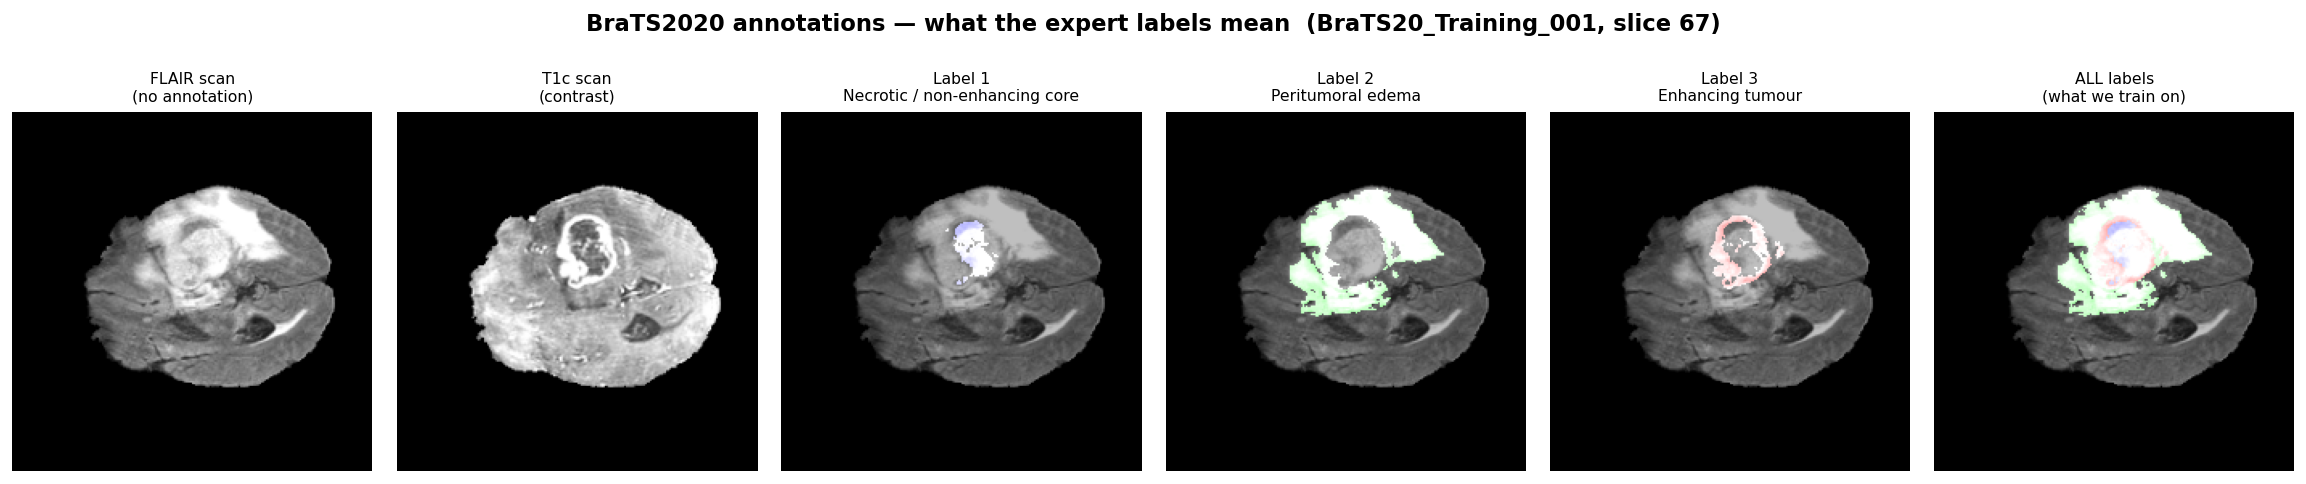 BraTS2020 annotations — what the expert labels mean  (BraTS20_Training_001, slice 67)
FLAIR scan
(no annotation)
T1c scan
(contrast)
Label 1
Necrotic / non-enhancing core
Label 2
Peritumoral edema
Label 3
Enhancing tumour
ALL labels
(what we train on)